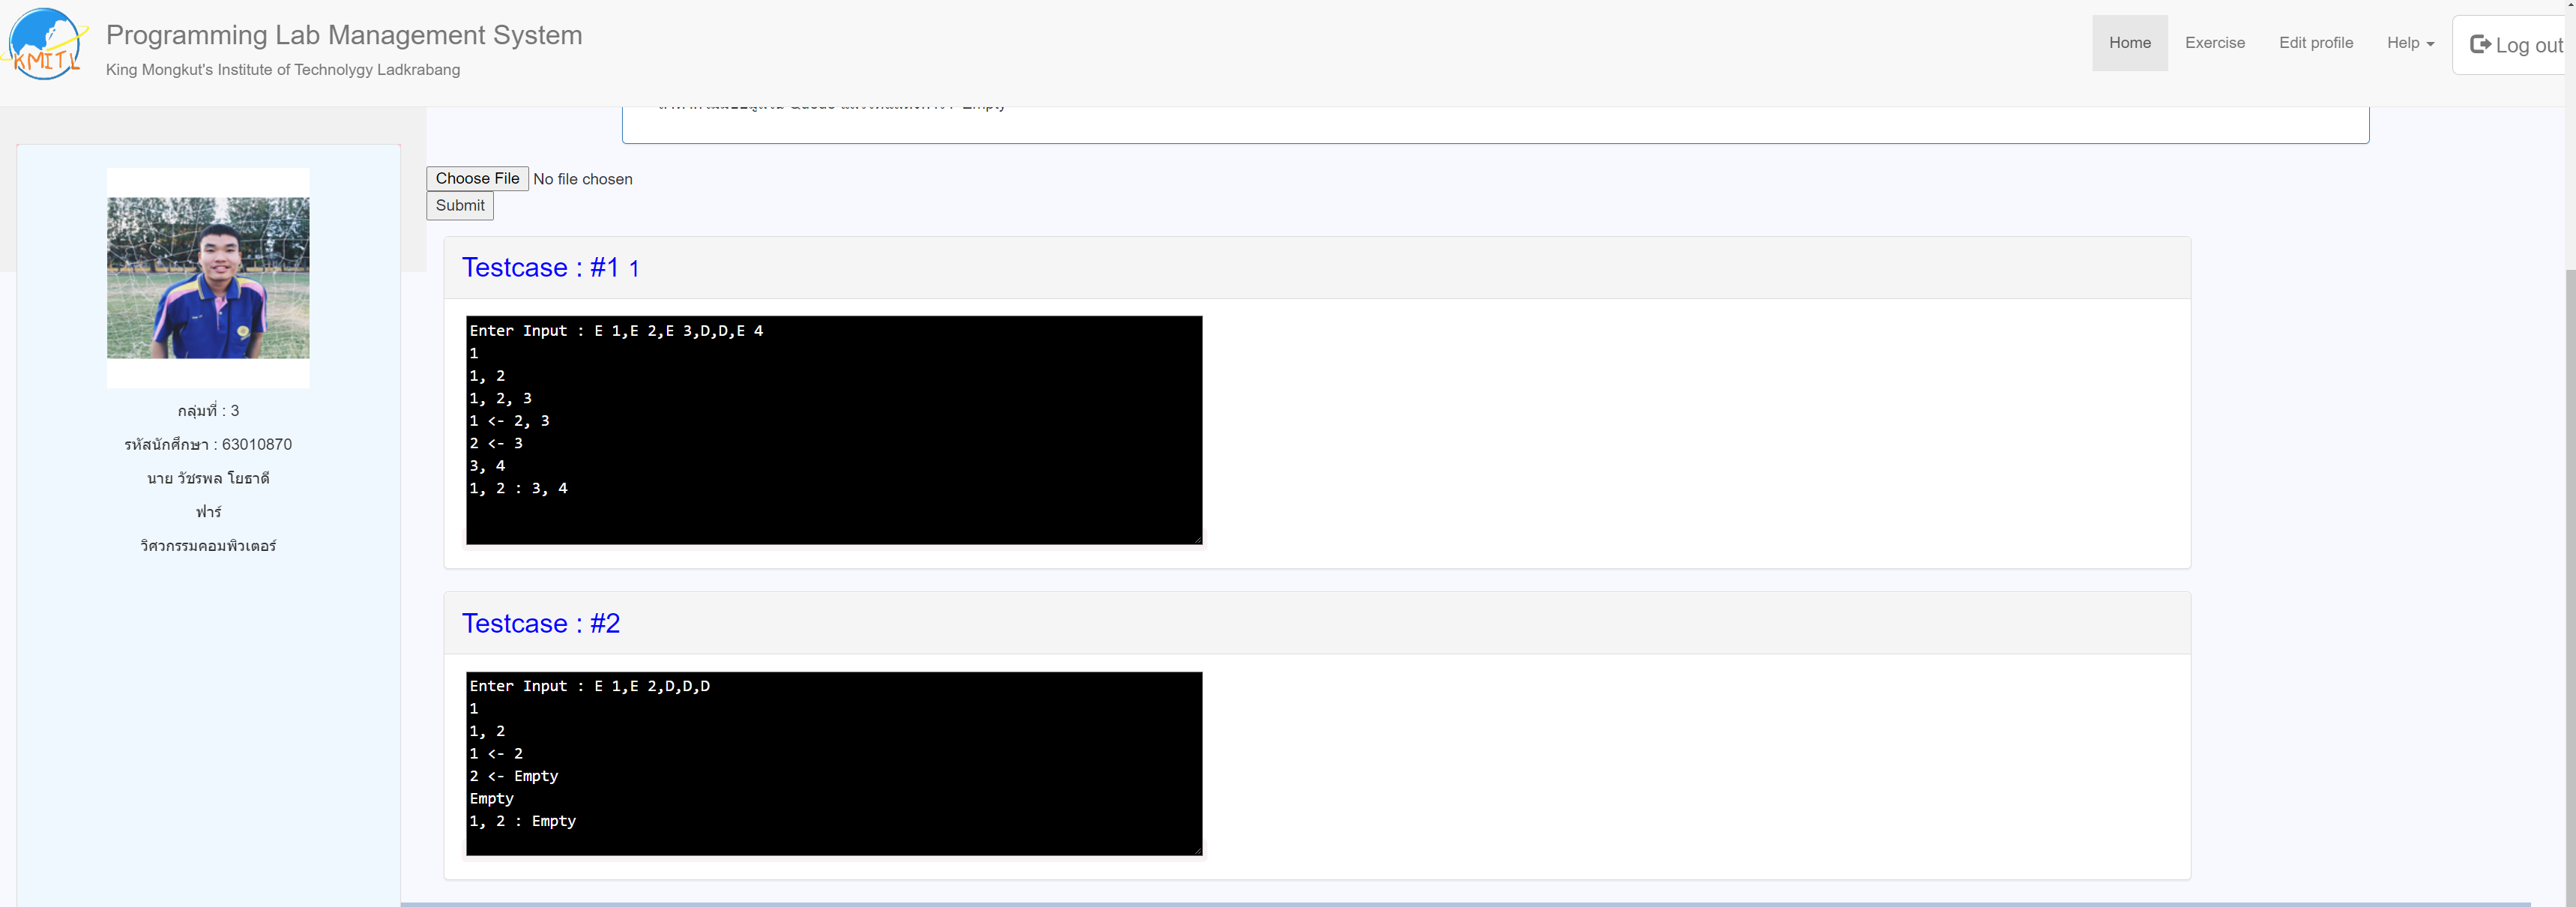 KMITL
Programming Lab Management System
King Mongkut's Institute of Technolygy Ladkrabang
Home
Exercise
Edit profile
Help
Log out
Empty
Choose File No file chosen
Submit
กลุ่มที่ : 3
รหัสนักศึกษา : 63010870
นาย วัชรพล โยธาดี
ฟาร์
วิศวกรรมคอมพิวเตอร์
Testcase : #1 1
Enter Input : E 1,E 2,E 3,D,D,E 4
1
1, 2
1, 2, 3
1 <- 2, 3
2 <- 3
3, 4
1, 2 : 3, 4
Testcase : #2
Enter Input : E 1,E 2,D,D,D
1
1, 2
1 <- 2
2 <- Empty
Empty
1, 2 : Empty